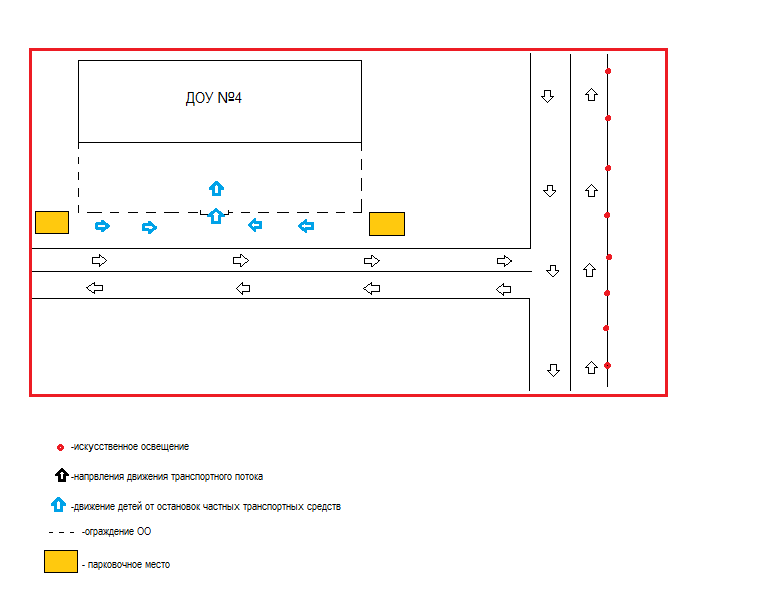 ДОУ №4
-искусственное освещение
-напрвления движения транспортного потока
-движение детей от остановок частных транспортных средств
-ограждение ОО
- парковочное место